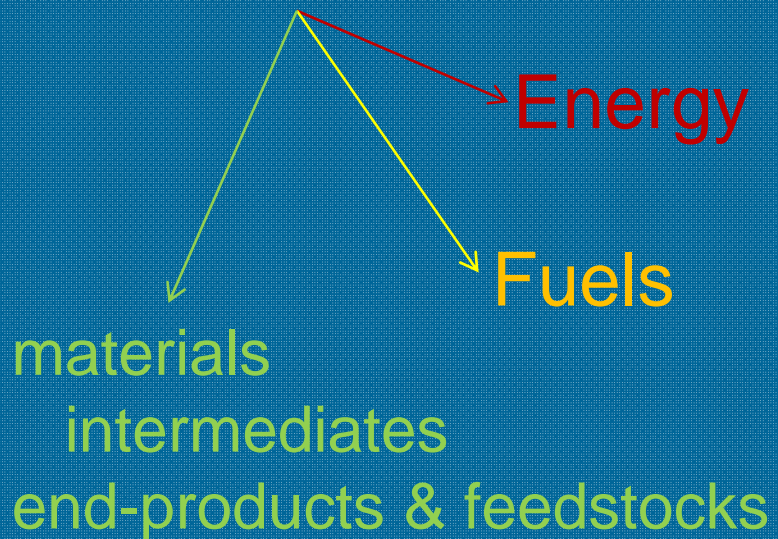 Energy
Fuels
materials
intermediates
end-products & feedstocks